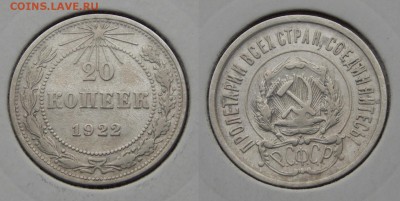 COINS.LAVE.RU
20
КОПЕЕК
1922
ПРОЛЕТАРИИ ВСЕХ СТРАН, СОЕДИНЯЙТЕСЬ!
РСФСР